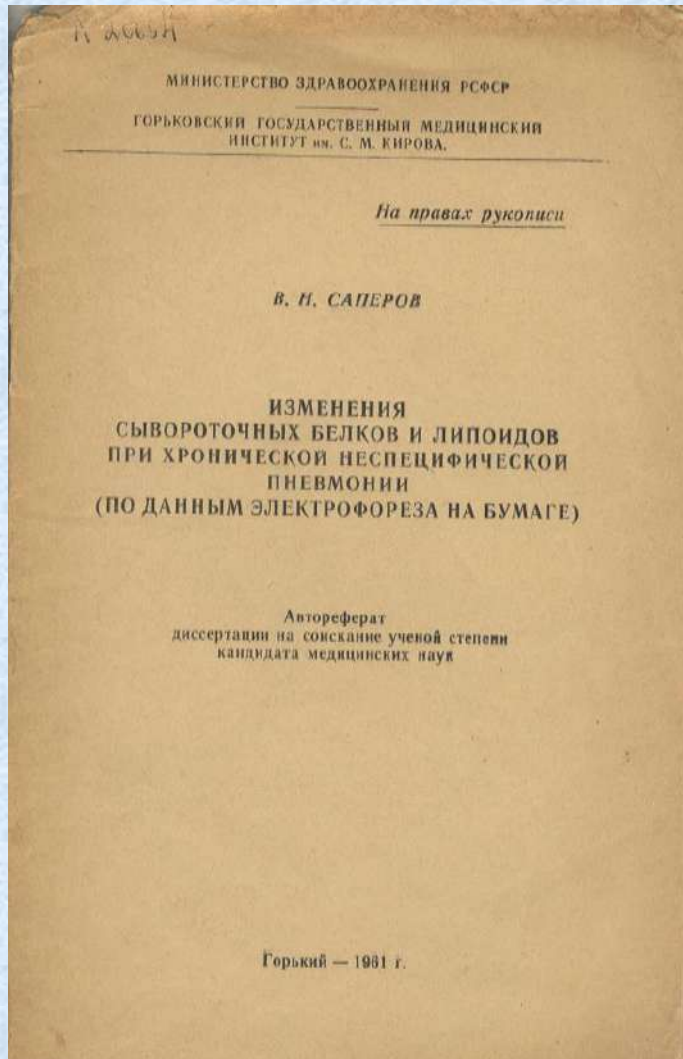 МИНИСТЕРСТВО ЗДРАВООХРАНЕНИЯ РСФСР
ГОРЬКОВСКИЙ ГОСУДАРСТВЕННЫЙ МЕДИЦИНСКИЙ
ИНСТИТУТ им. С. М. КИРОВА.
На правах рукописи
В. Н. САПЕРОВ
ИЗМЕНЕНИЯ
СЫВОРОТОЧНЫХ БЕЛКОВ И ЛИПОИДОВ
ПРИ ХРОНИЧЕСКОЙ НЕСПЕЦИФИЧЕСКОЙ
ПНЕВМОНИИ
(ПО ДАННЫМ ЭЛЕКТРОФОРЕЗА НА БУМАГЕ)
Автореферат
диссертации на соискание ученой степени
кандидата медицинских наук
Горький — 1961 г.